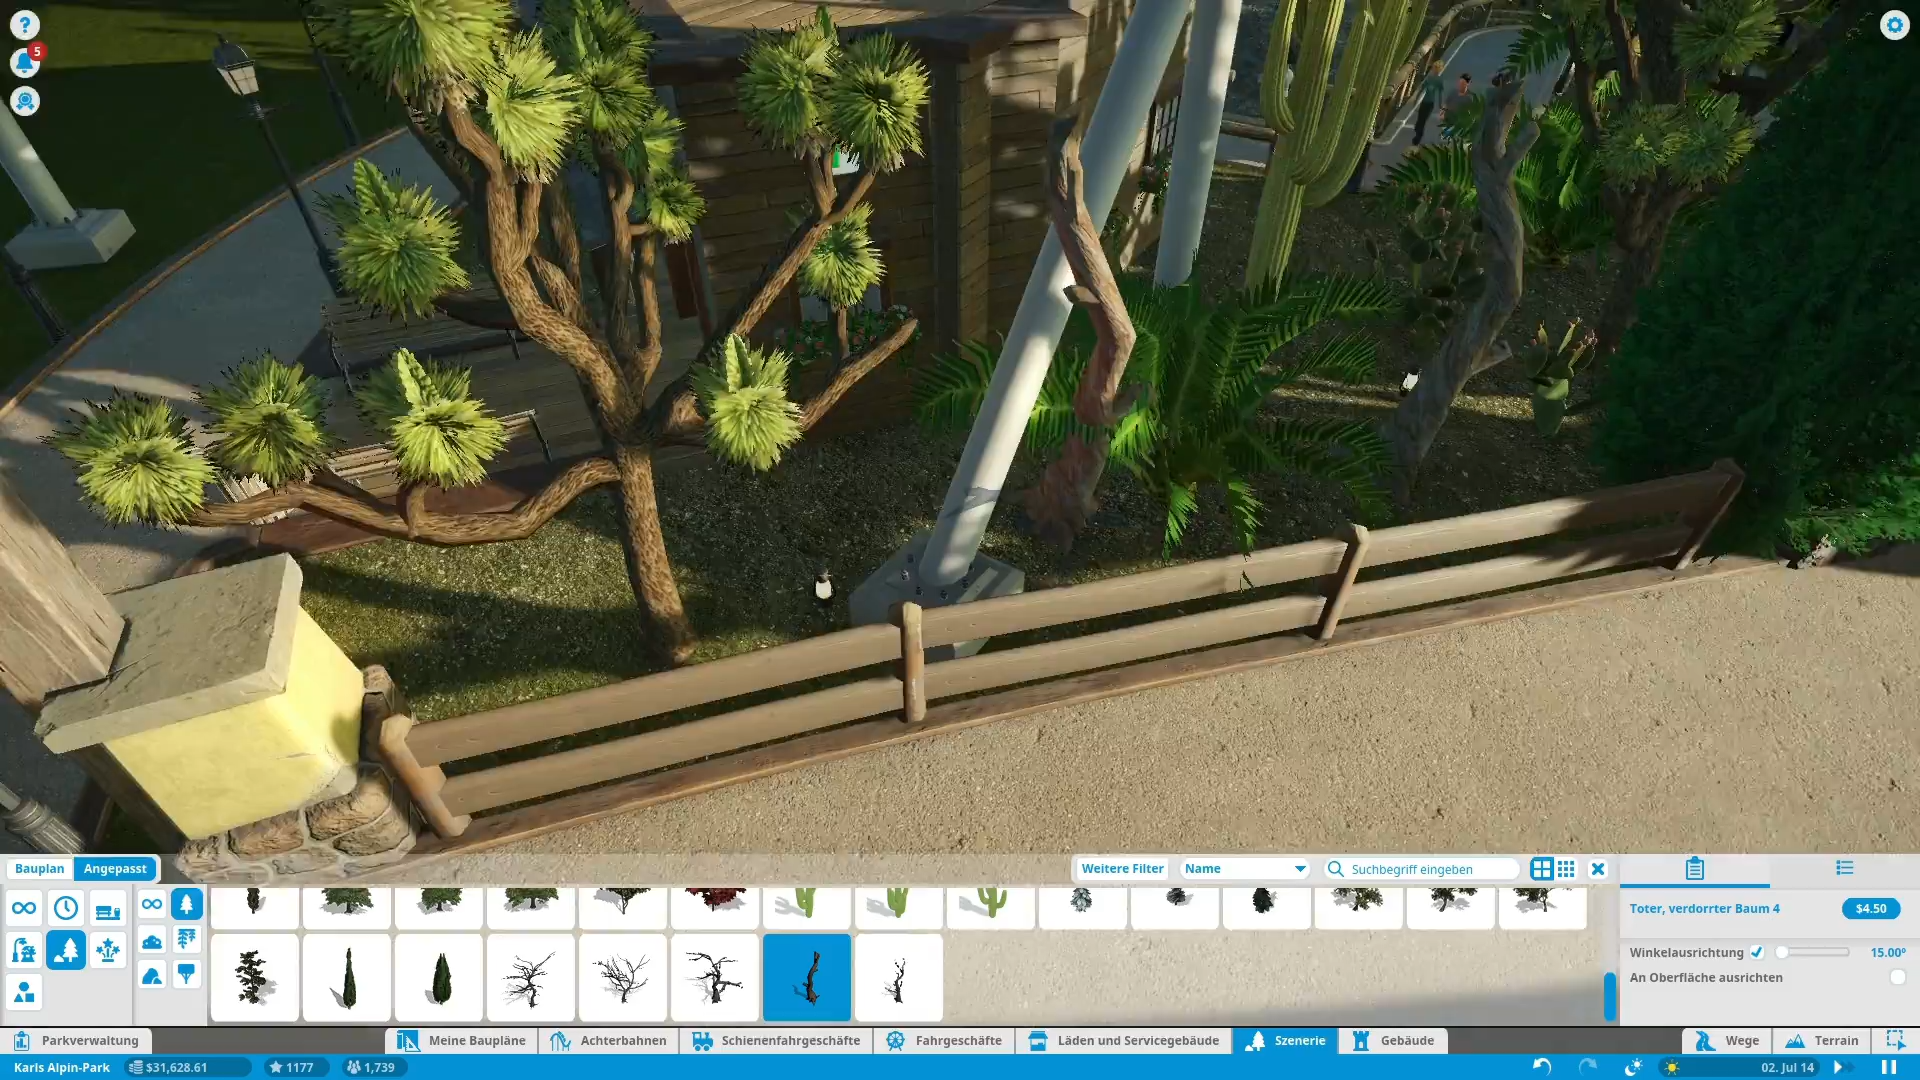 5
Bauplan
Angepasst
Weitere Filter
Name
Suchbegriff eingeben
Toter, verdorrter Baum 4
$4.50
Winkelausrichtung
15.00°
An Oberfläche ausrichten
Parkverwaltung
Meine Baupläne
Achterbahnen
Schienenfahrgeschäfte
Fahrgeschäfte
Läden und Servicegebäude
Szenerie
Gebäude
Wege
Terrain
Karls Alpin-Park
$31,628.61
1177
1,739
02. Jul 14